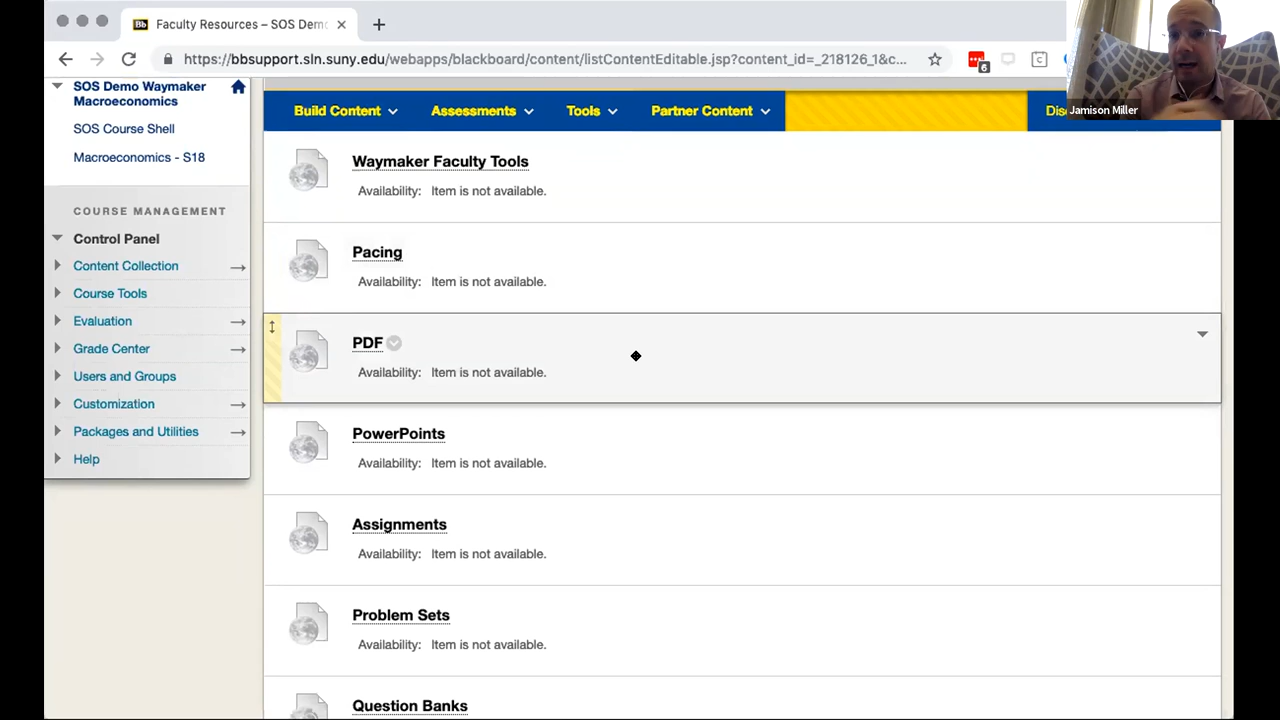 Bb Faculty Resources – SOS Demo
https://bbsupport.sln.suny.edu/webapps/blackboard/content/listContentEditable.jsp?content_id=_218126_1&c...
6
Jamison Miller
SOS Demo Waymaker
Macroeconomics
SOS Course Shell
Macroeconomics - S18
COURSE MANAGEMENT
Control Panel
Content Collection
Course Tools
Evaluation
Grade Center
Users and Groups
Customization
Packages and Utilities
Help
Build Content
Assessments
Tools
Partner Content
Waymaker Faculty Tools
Availability: Item is not available.
Pacing
Availability: Item is not available.
PDF
Availability: Item is not available.
PowerPoints
Availability: Item is not available.
Assignments
Availability: Item is not available.
Problem Sets
Availability: Item is not available.
Question Banks